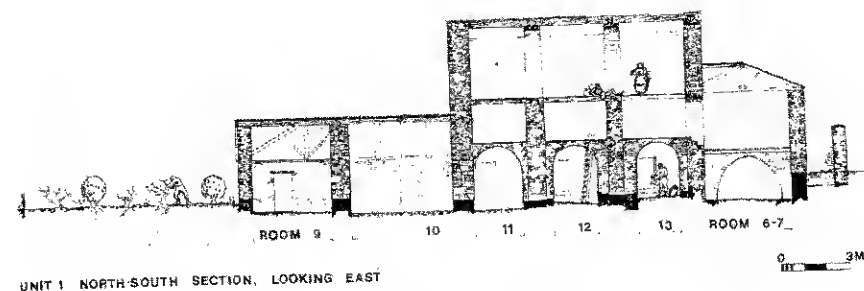 ROOM 9 10 11 12 13 ROOM 6-7
0 3M
UNIT 1 NORTH-SOUTH SECTION, LOOKING EAST